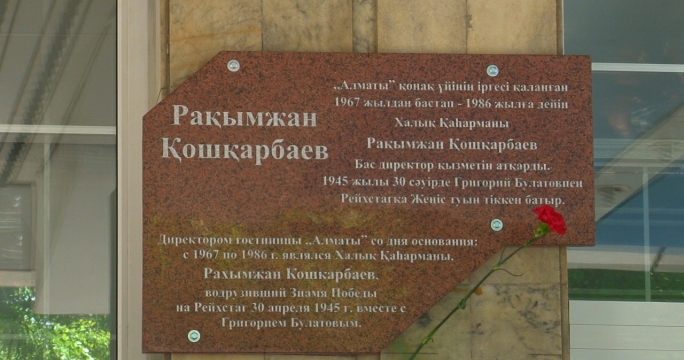 Рақымжан
Қошқарбаев
„Алматы” қонақ үйінің іргесі қаланған
1967 жылдан бастап - 1986 жылға дейін
Халық Қаһарманы
Рақымжан Қошқарбаев
Бас директор қызметін атқарды.
1945 жылы 30 сәуірде Григорий Булатовпен
Рейхстагқа Жеңіс туын тіккен батыр.
Директором гостиницы „Алматы” со дня основания:
с 1967 по 1986 г. являлся Халық Қаһарманы,
Рахымжан Кошкарбаев,
водрузивший Знамя Победы
на Рейхстаг 30 апреля 1945 г. вместе с
Григорием Булатовым.